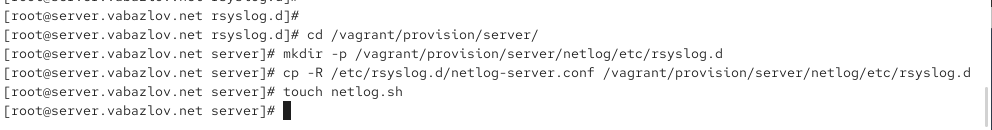 [root@server.vabazlov.net rsyslog.d]#
[root@server.vabazlov.net rsyslog.d]# cd /vagrant/provision/server/
[root@server.vabazlov.net server]# mkdir -p /vagrant/provision/server/netlog/etc/rsyslog.d
[root@server.vabazlov.net server]# cp -R /etc/rsyslog.d/netlog-server.conf /vagrant/provision/server/netlog/etc/rsyslog.d
[root@server.vabazlov.net server]# touch netlog.sh
[root@server.vabazlov.net server]#